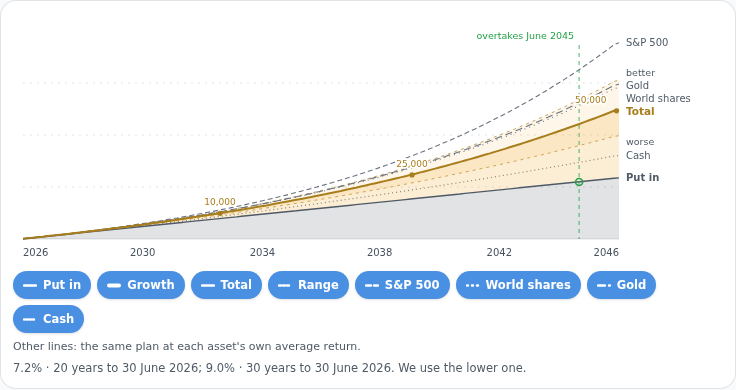 overtakes June 2045
S&P 500
better
Gold
World shares
50,000
Total
worse
25,000
Cash
Put in
10,000
2026 2030 2034 2038 2042 2046
Put in Growth Total Range S&P 500 World shares Gold
Cash
Other lines: the same plan at each asset's own average return.
7.2% · 20 years to 30 June 2026; 9.0% · 30 years to 30 June 2026. We use the lower one.